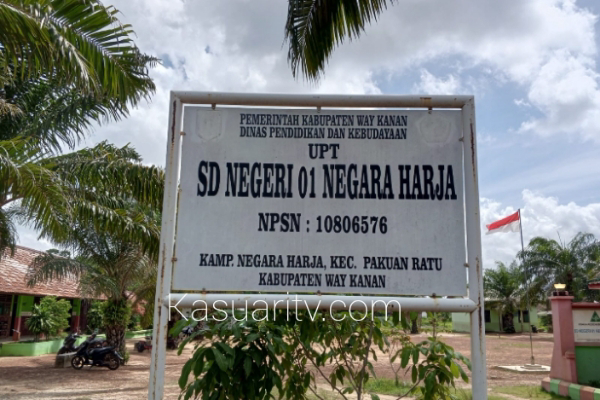 PEMERINTAH KABUPATEN WAY KANAN
DINAS PENDIDIKAN DAN KEBUDAYAAN
UPT
SD NEGERI 01 NEGARA HARJA
NPSN : 10806576
KAMP. NEGARA HARJA, KEC. PAKUAN RATU
KABUPATEN WAY KANAN
Kasuaritv.com